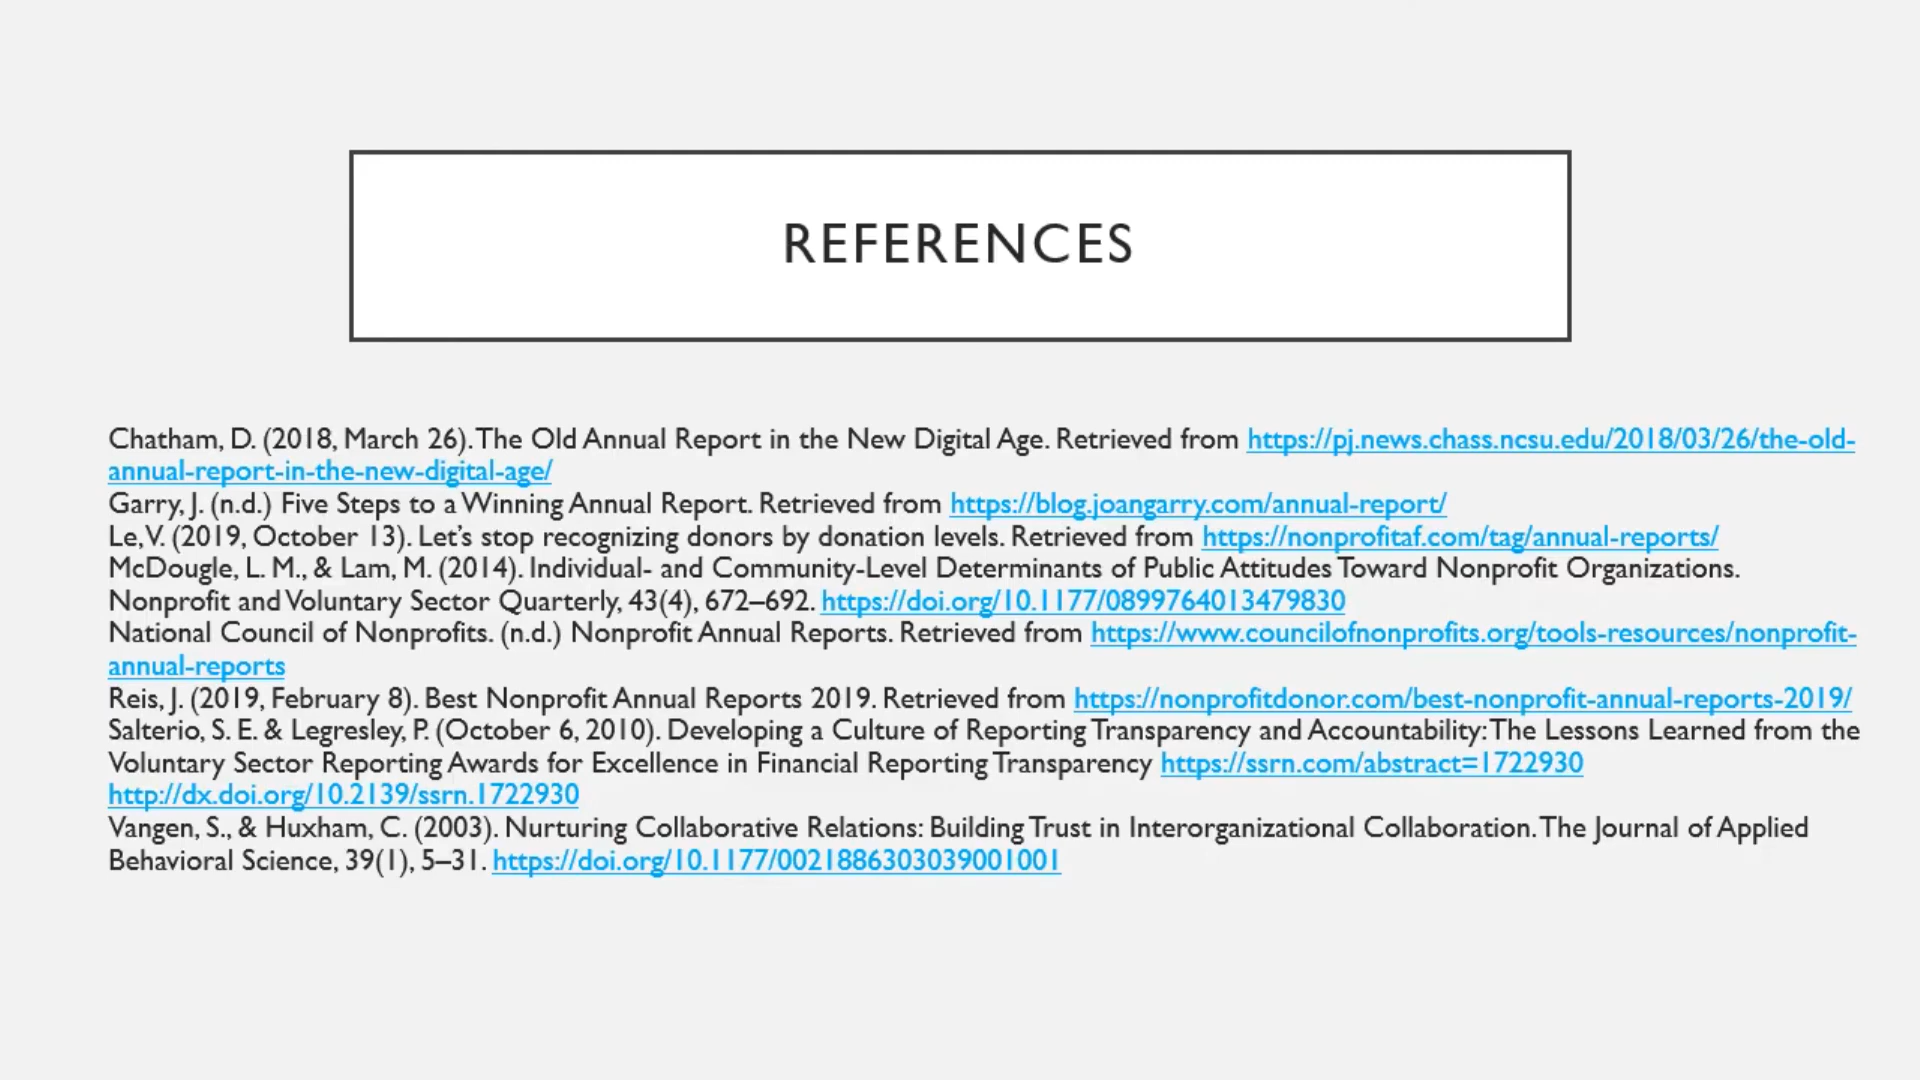 REFERENCES
Chatham, D. (2018, March 26). The Old Annual Report in the New Digital Age. Retrieved from https://pj.news.chass.ncsu.edu/2018/03/26/the-old-
annual-report-in-the-new-digital-age/
Garry, J. (n.d.) Five Steps to a Winning Annual Report. Retrieved from https://blog.joangarry.com/annual-report/
Le, V. (2019, October 13). Let’s stop recognizing donors by donation levels. Retrieved from https://nonprofitaf.com/tag/annual-reports/
McDougle, L. M., & Lam, M. (2014). Individual- and Community-Level Determinants of Public Attitudes Toward Nonprofit Organizations.
Nonprofit and Voluntary Sector Quarterly, 43(4), 672–692. https://doi.org/10.1177/0899764013479830
National Council of Nonprofits. (n.d.) Nonprofit Annual Reports. Retrieved from https://www.councilofnonprofits.org/tools-resources/nonprofit-
annual-reports
Reis, J. (2019, February 8). Best Nonprofit Annual Reports 2019. Retrieved from https://nonprofitdonor.com/best-nonprofit-annual-reports-2019/
Salterio, S. E. & Legresley, P. (October 6, 2010). Developing a Culture of Reporting Transparency and Accountability: The Lessons Learned from the
Voluntary Sector Reporting Awards for Excellence in Financial Reporting Transparency https://ssrn.com/abstract=1722930
http://dx.doi.org/10.2139/ssrn.1722930
Vangen, S., & Huxham, C. (2003). Nurturing Collaborative Relations: Building Trust in Interorganizational Collaboration. The Journal of Applied
Behavioral Science, 39(1), 5–31. https://doi.org/10.1177/0021886303039001001